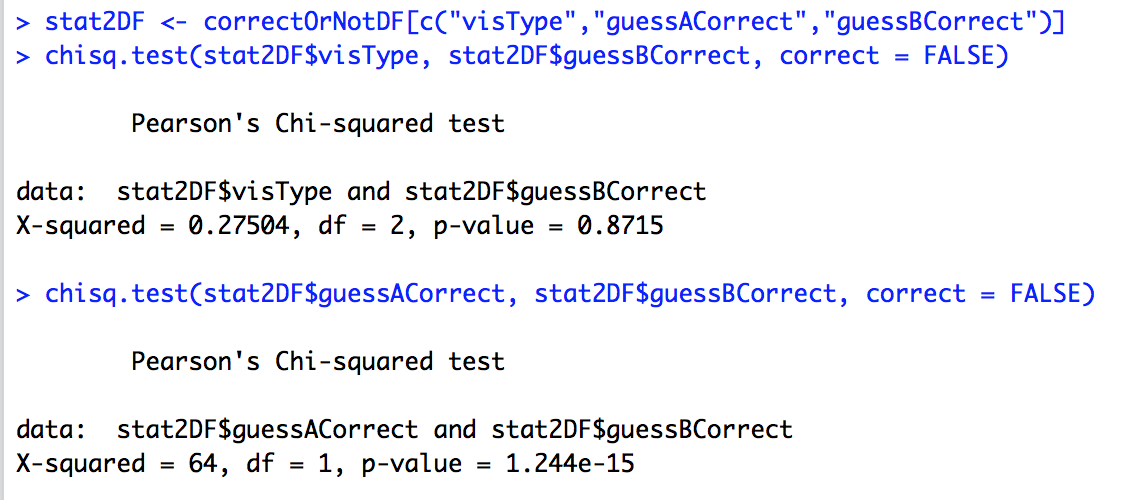 > stat2DF <- correctOrNotDF[c("visType","guessACorrect","guessBCorrect")]
> chisq.test(stat2DF$visType, stat2DF$guessBCorrect, correct = FALSE)
Pearson's Chi-squared test
data:  stat2DF$visType and stat2DF$guessBCorrect
X-squared = 0.27504, df = 2, p-value = 0.8715
> chisq.test(stat2DF$guessACorrect, stat2DF$guessBCorrect, correct = FALSE)
Pearson's Chi-squared test
data:  stat2DF$guessACorrect and stat2DF$guessBCorrect
X-squared = 64, df = 1, p-value = 1.244e-15